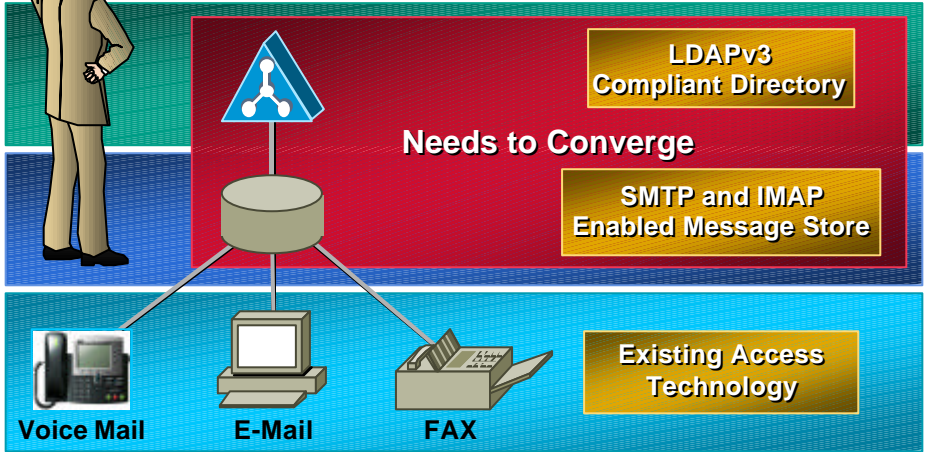 LDAPv3
Compliant Directory
Needs to Converge
SMTP and IMAP
Enabled Message Store
Existing Access
Technology
Voice Mail
E-Mail
FAX